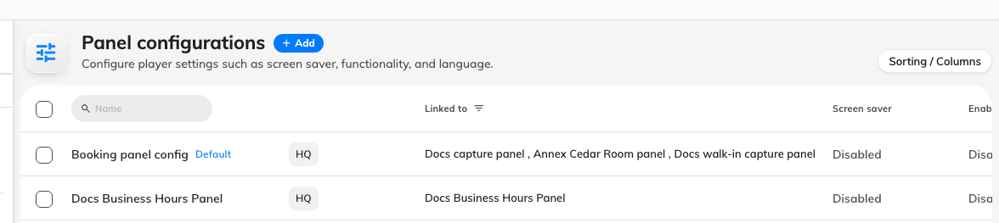 Panel configurations
+ Add
Configure player settings such as screen saver, functionality, and language.
Sorting / Columns
Name
Linked to
Screen saver
Enab
Booking panel config Default
HQ
Docs capture panel , Annex Cedar Room panel , Docs walk-in capture panel
Disabled
Disa
Docs Business Hours Panel
HQ
Docs Business Hours Panel
Disabled
Disa